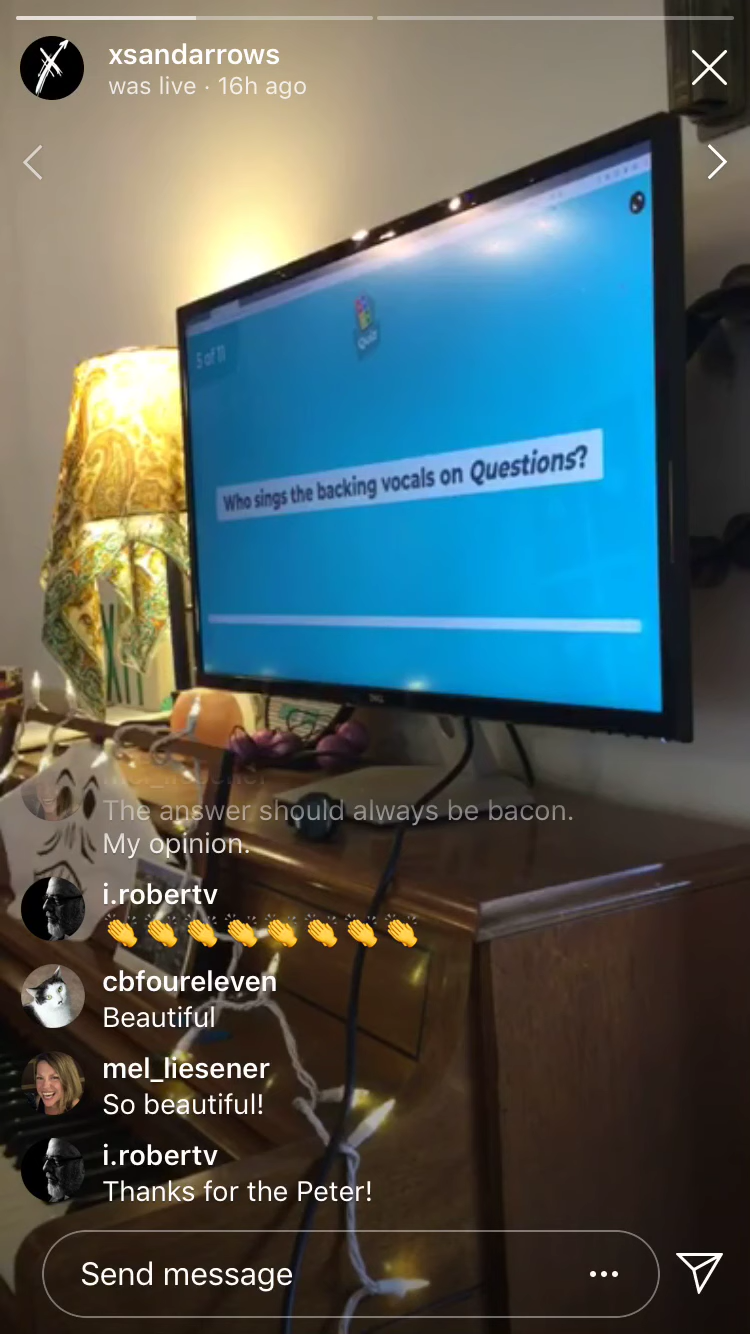 xsandarrows
was live · 16h ago
5 of 11
Quiz
Who sings the backing vocals on Questions?
The answer should always be bacon.
My opinion.
i.robertv
👏👏👏👏👏👏👏👏
cbfoureleven
Beautiful
mel_liesener
So beautiful!
i.robertv
Thanks for the Peter!
Send message